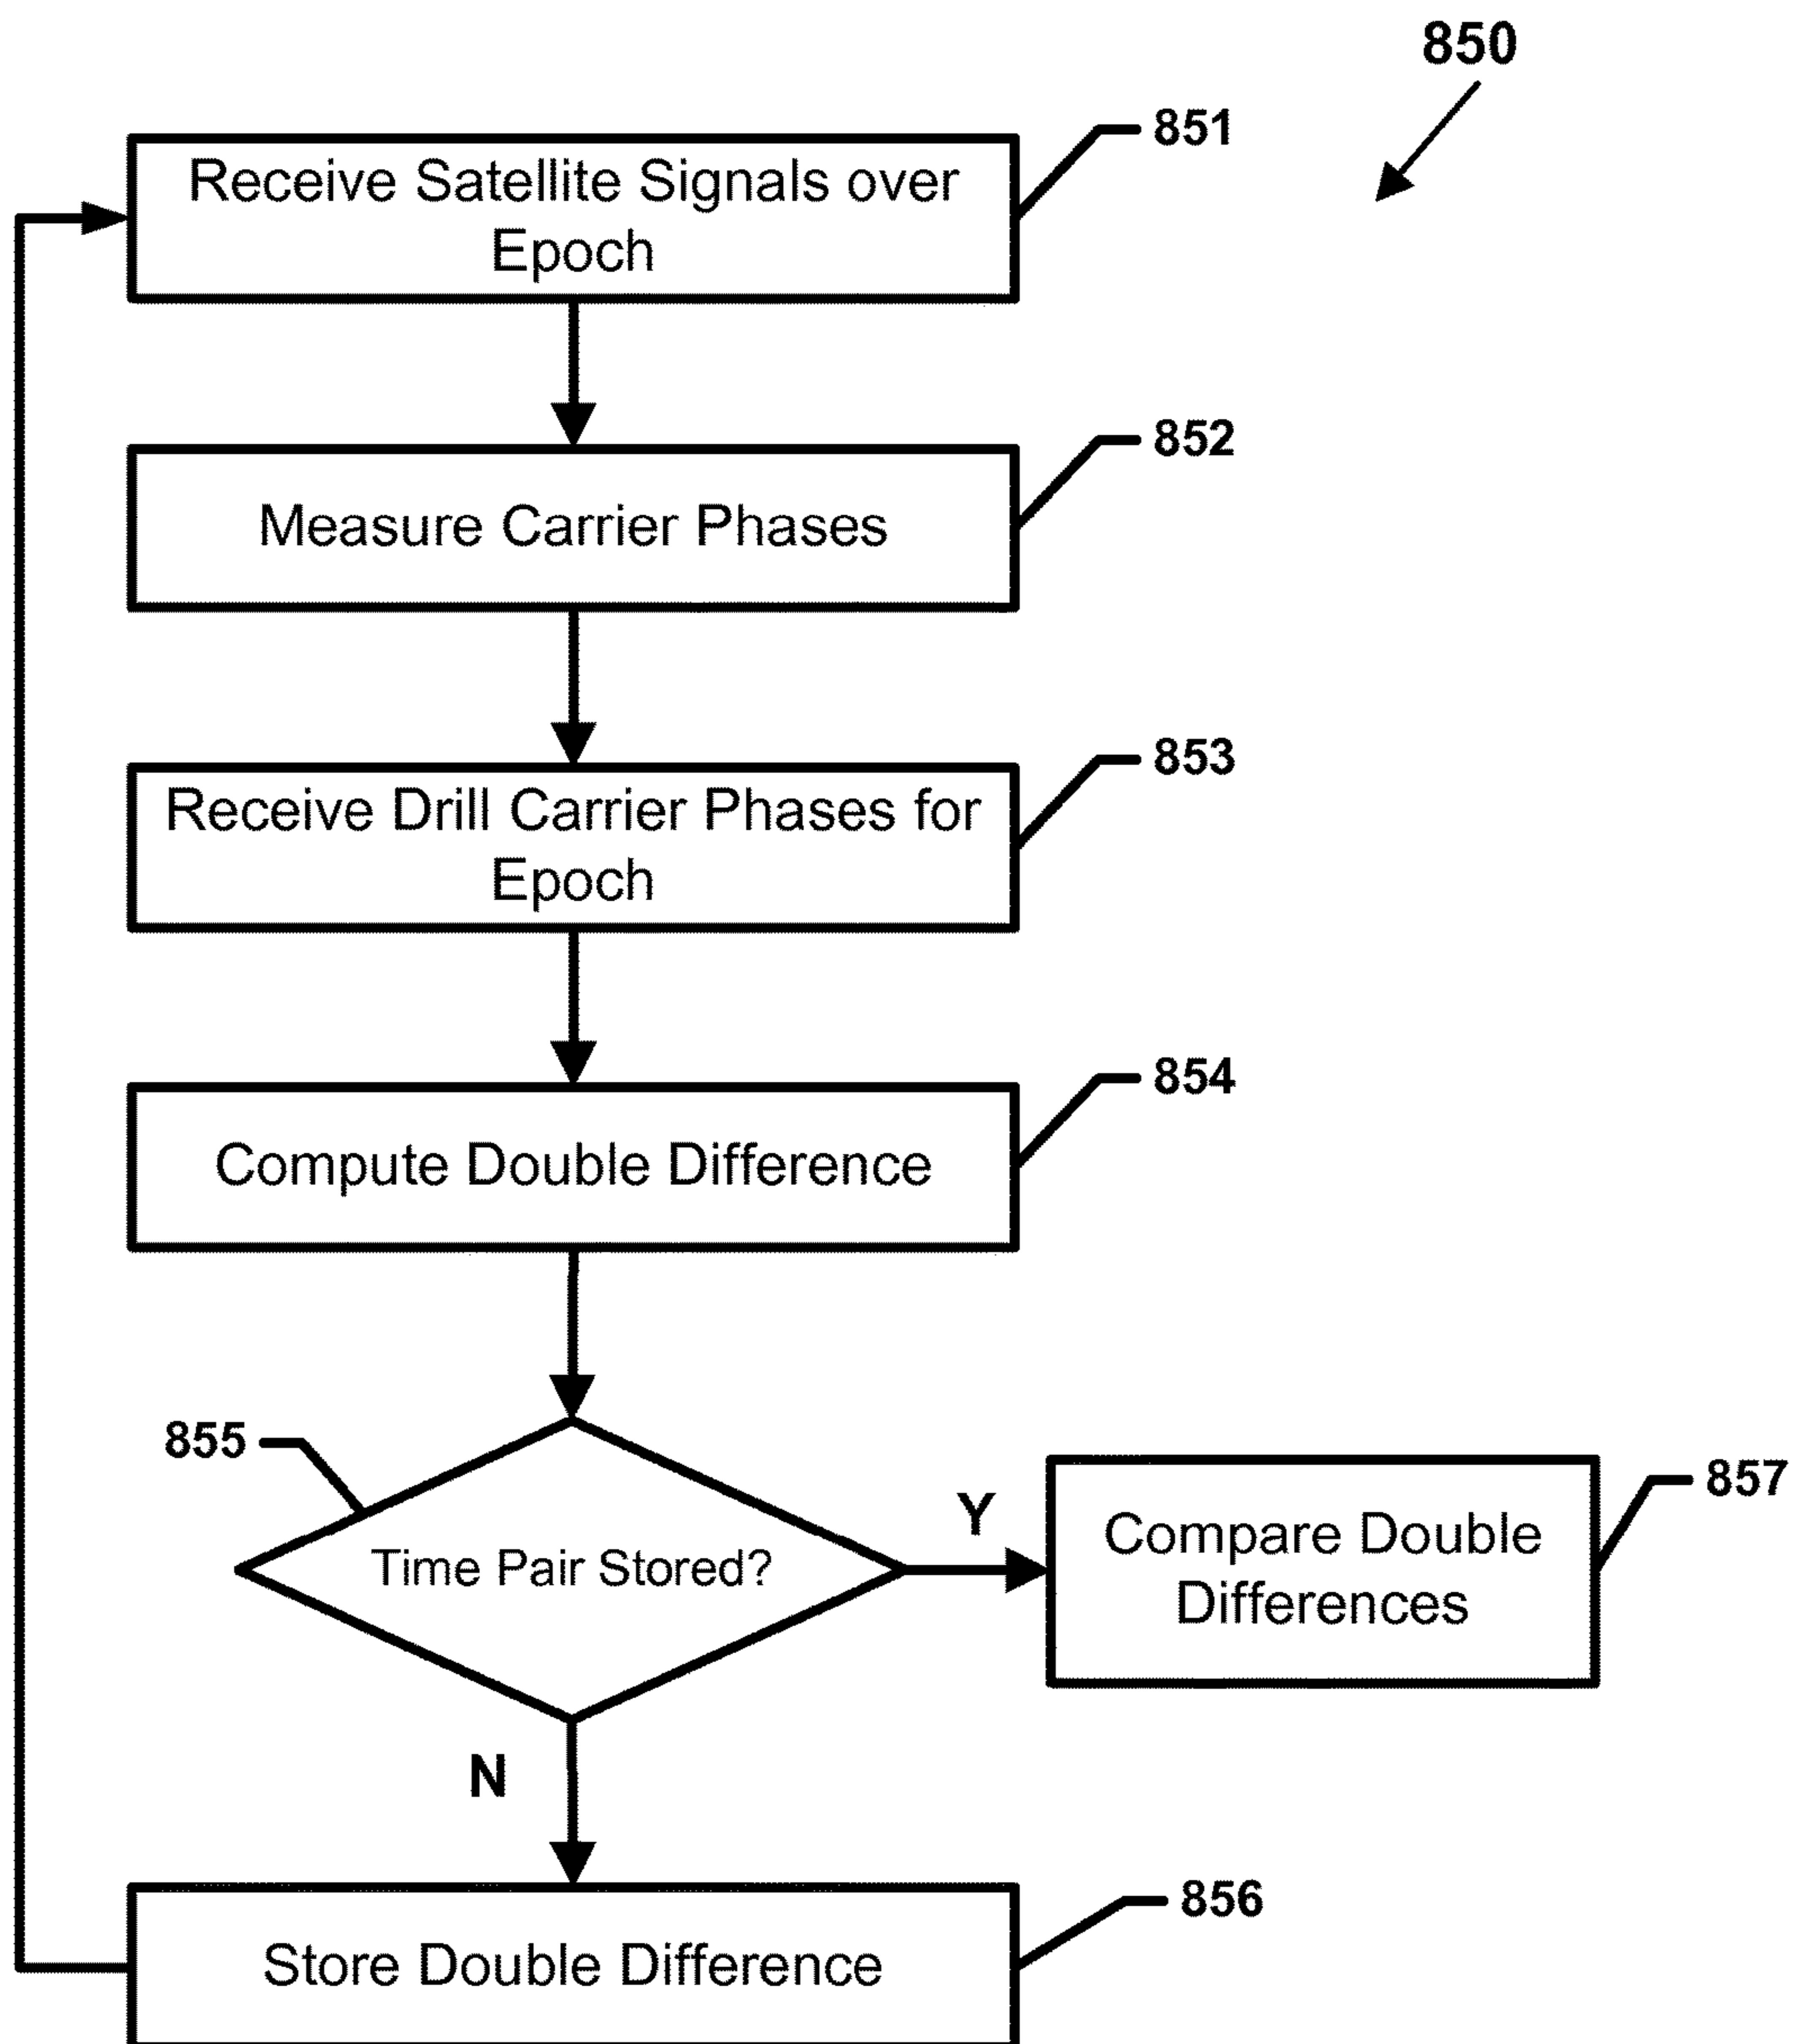 850
851
Receive Satellite Signals over
Epoch
852
Measure Carrier Phases
853
Receive Drill Carrier Phases for
Epoch
854
Compute Double Difference
855
Time Pair Stored?
Y
857
Compare Double
Differences
N
856
Store Double Difference